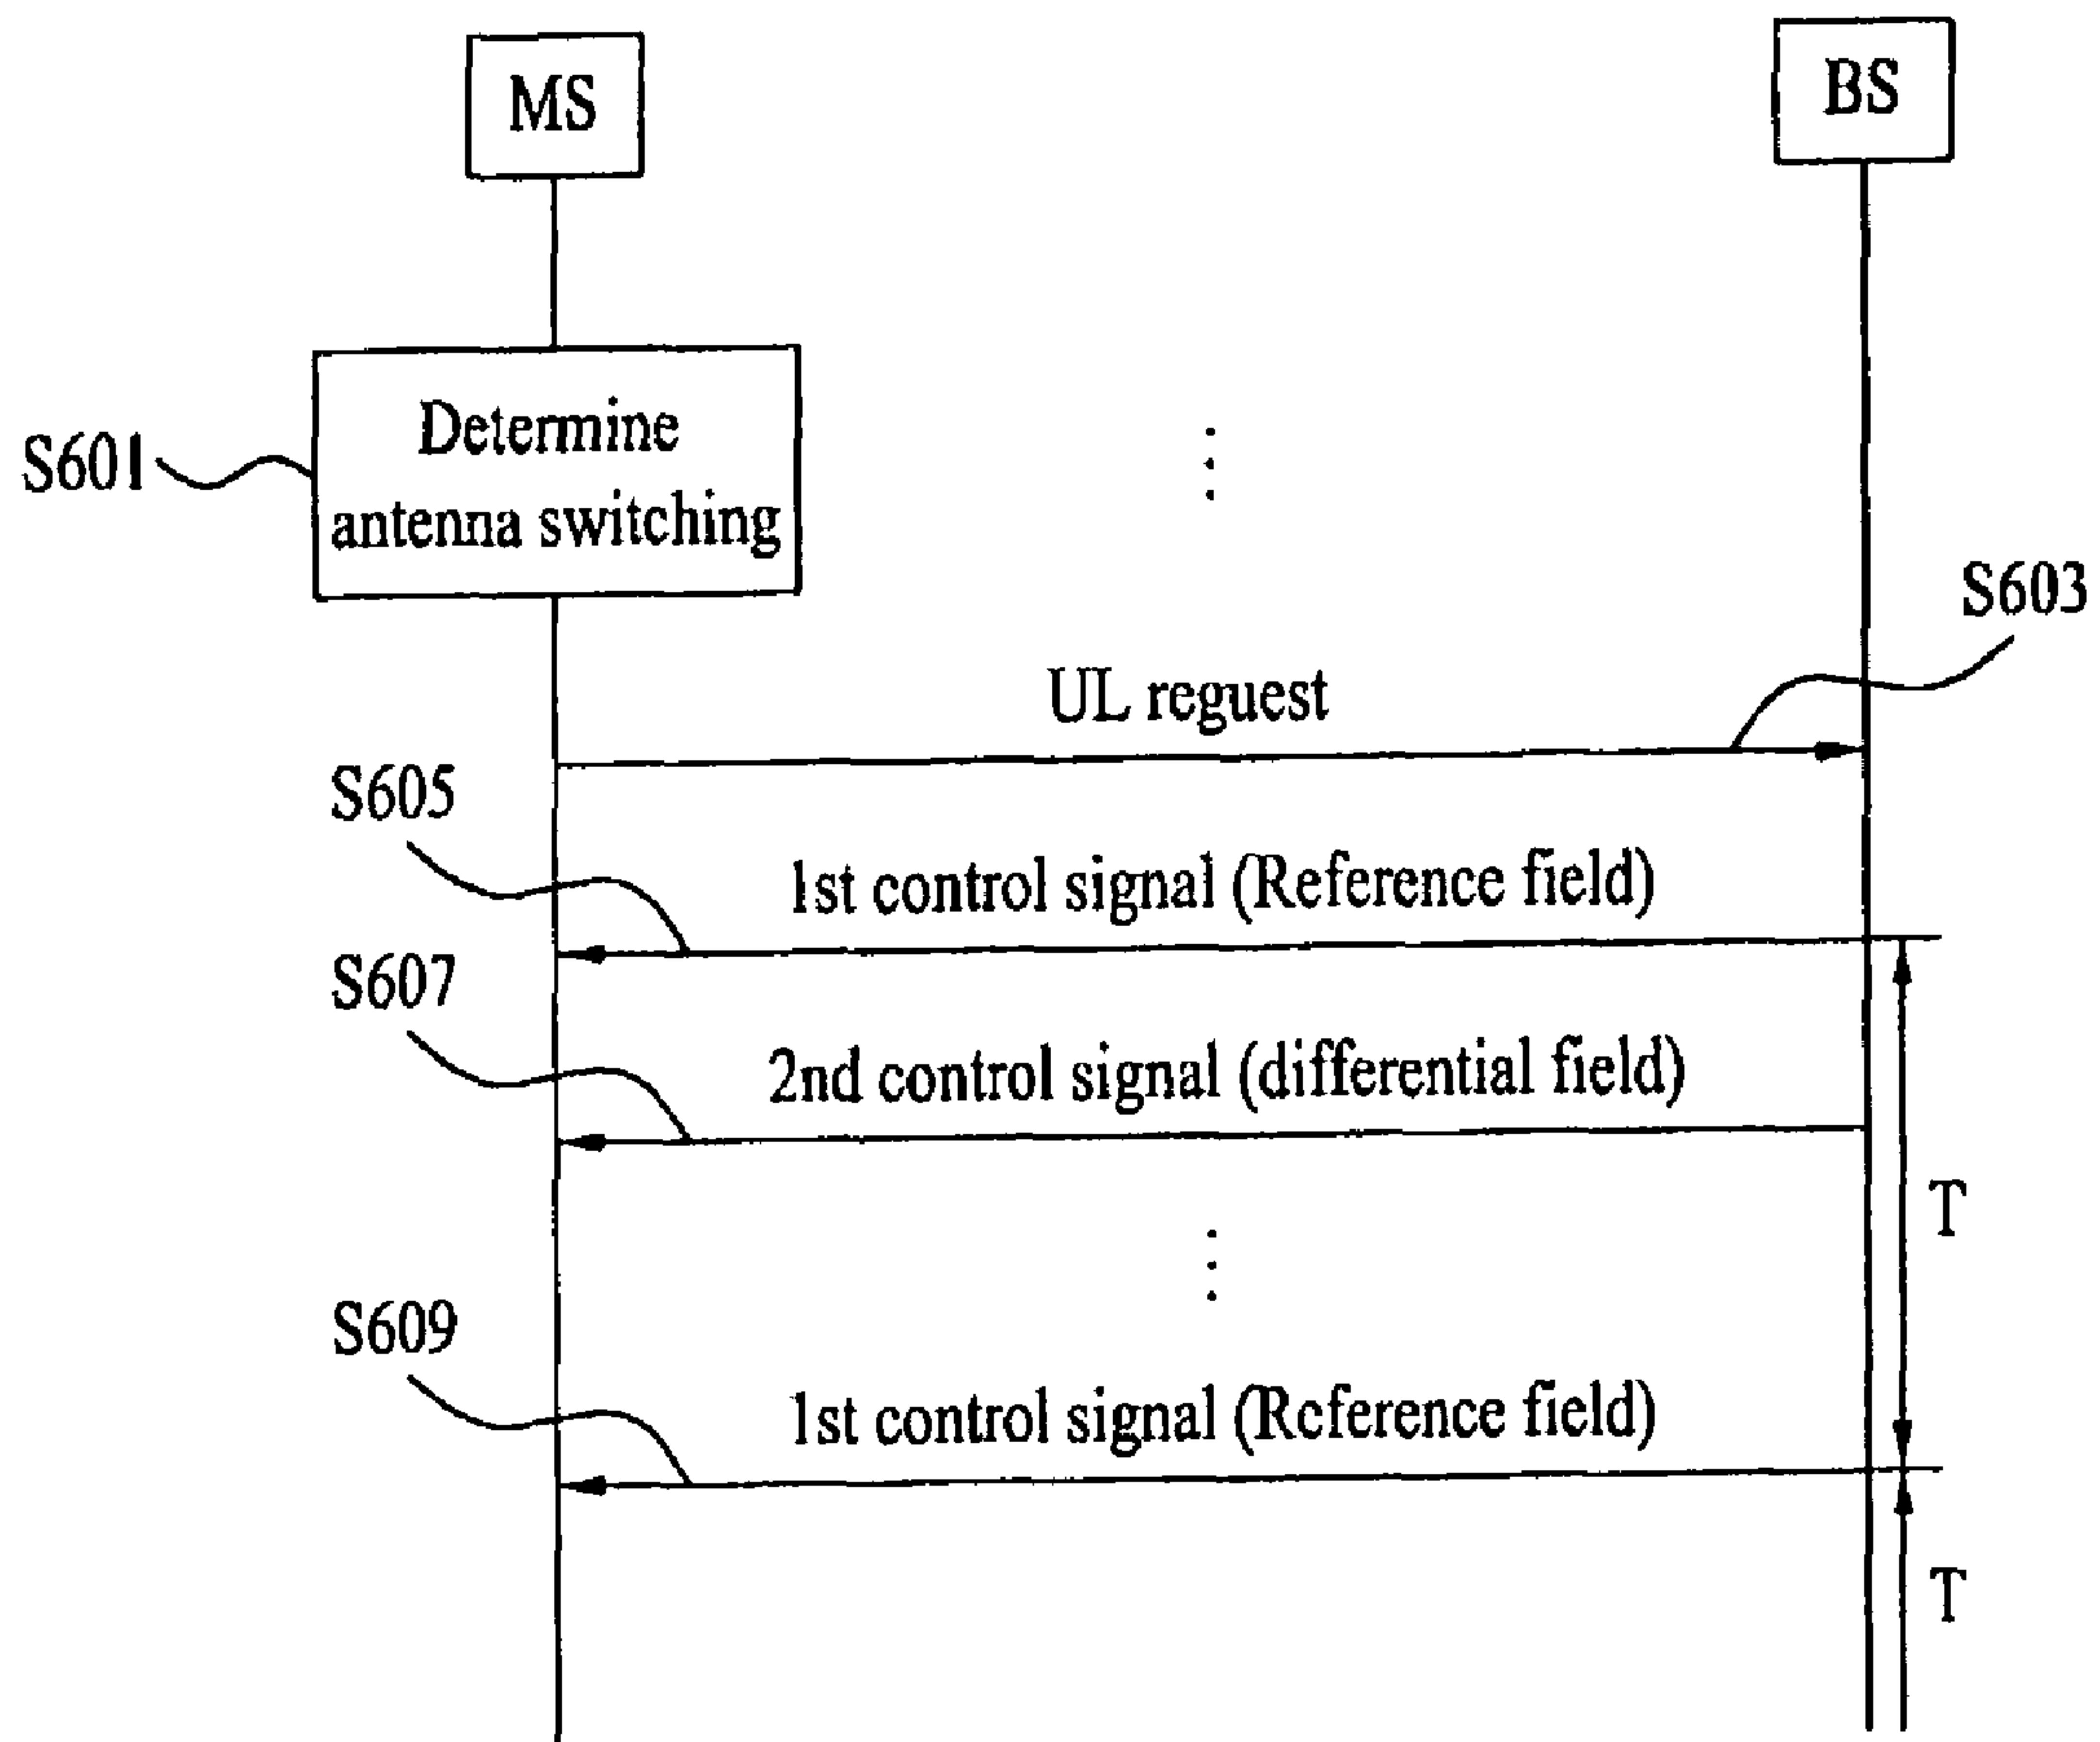 MS
BS
Determine
antenna switching
S601
S603
UL reguest
S605
1st control signal (Reference field)
S607
2nd control signal (differential field)
T
S609
1st control signal (Reference field)
T